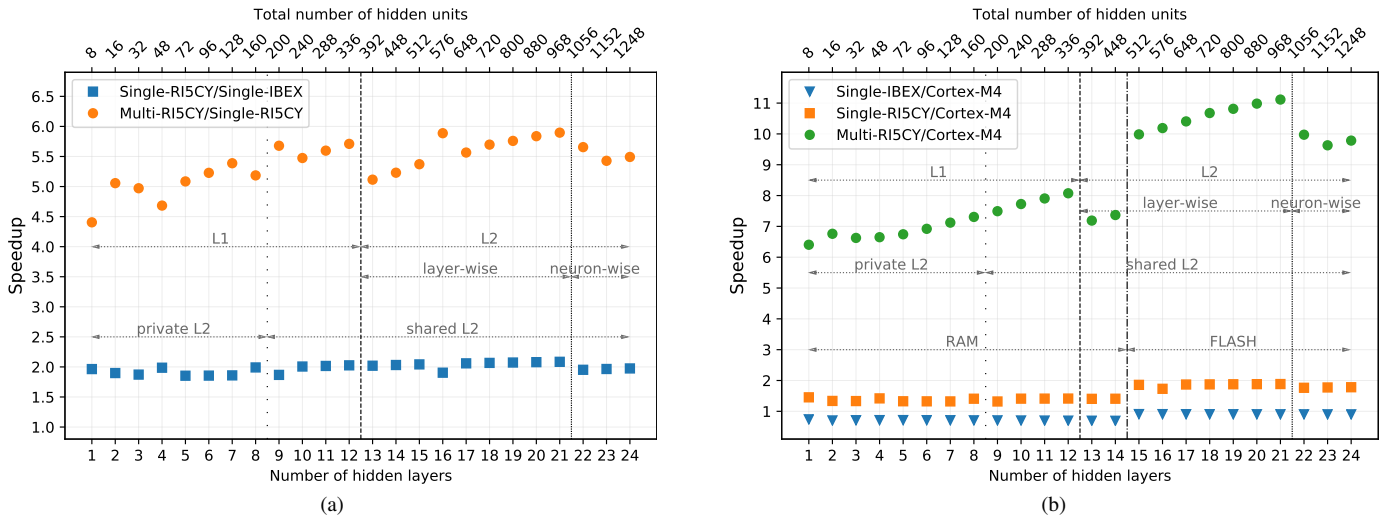 Total number of hidden units
8 16 32 48 72 96 128 160 200 240 288 336 392 448 512 576 648 720 800 880 968 1056 1152 1248
Speedup
6.5
6.0
5.5
5.0
4.5
4.0
3.5
3.0
2.5
2.0
1.5
1.0
Single-RI5CY/Single-IBEX
Multi-RI5CY/Single-RI5CY
L1 L2
layer-wise neuron-wise
private L2 shared L2
1 2 3 4 5 6 7 8 9 10 11 12 13 14 15 16 17 18 19 20 21 22 23 24
Number of hidden layers
(a)
Total number of hidden units
8 16 32 48 72 96 128 160 200 240 288 336 392 448 512 576 648 720 800 880 968 1056 1152 1248
Speedup
11
10
9
8
7
6
5
4
3
2
1
Single-IBEX/Cortex-M4
Single-RI5CY/Cortex-M4
Multi-RI5CY/Cortex-M4
L1 L2
layer-wise neuron-wise
private L2 shared L2
RAM FLASH
1 2 3 4 5 6 7 8 9 10 11 12 13 14 15 16 17 18 19 20 21 22 23 24
Number of hidden layers
(b)